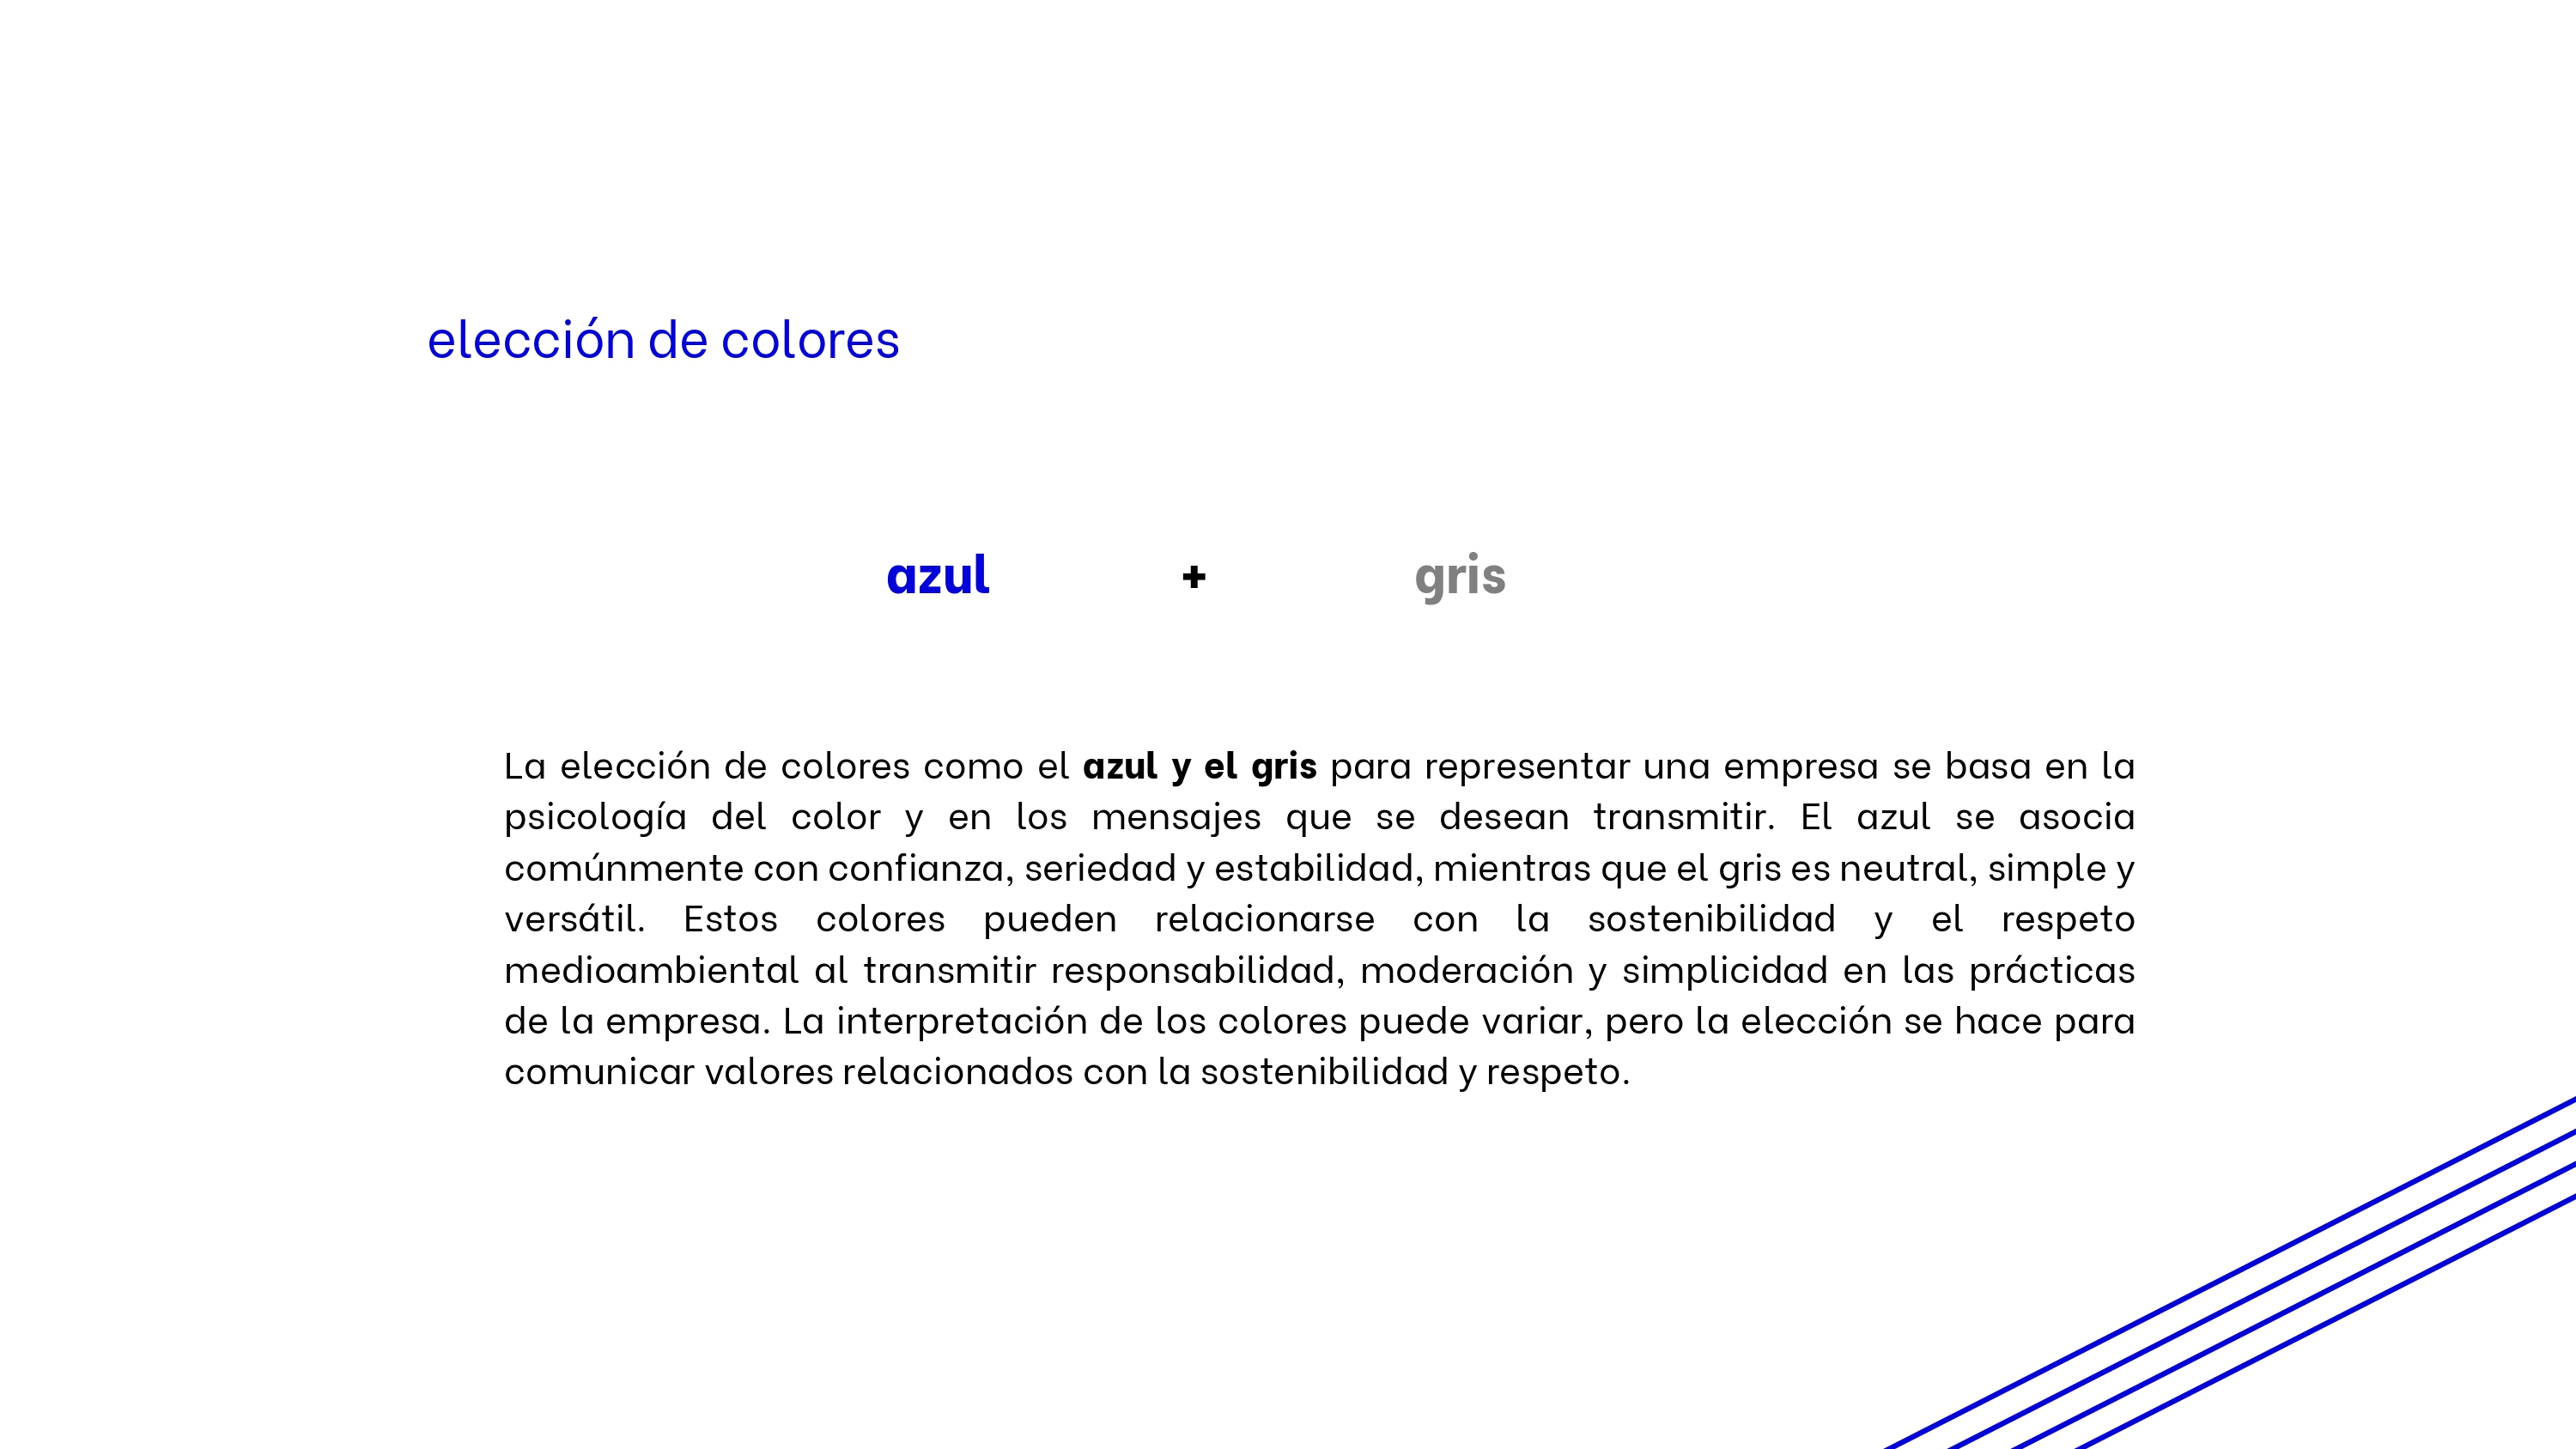 elección de colores
azul + gris
La elección de colores como el azul y el gris para representar una empresa se basa en la
psicología del color y en los mensajes que se desean transmitir. El azul se asocia
comúnmente con confianza, seriedad y estabilidad, mientras que el gris es neutral, simple y
versátil. Estos colores pueden relacionarse con la sostenibilidad y el respeto
medioambiental al transmitir responsabilidad, moderación y simplicidad en las prácticas
de la empresa. La interpretación de los colores puede variar, pero la elección se hace para
comunicar valores relacionados con la sostenibilidad y respeto.